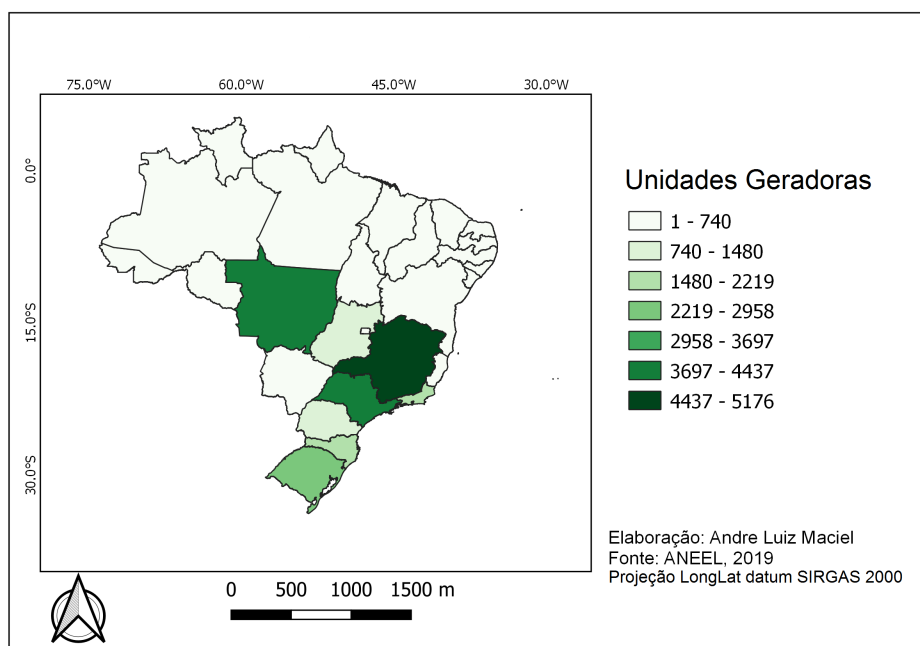 75.0°W 60.0°W 45.0°W 30.0°W
0.0°
15.0°S
30.0°S
Unidades Geradoras
1 - 740
740 - 1480
1480 - 2219
2219 - 2958
2958 - 3697
3697 - 4437
4437 - 5176
Elaboração: Andre Luiz Maciel
Fonte: ANEEL, 2019
Projeção LongLat datum SIRGAS 2000
0 500 1000 1500 m